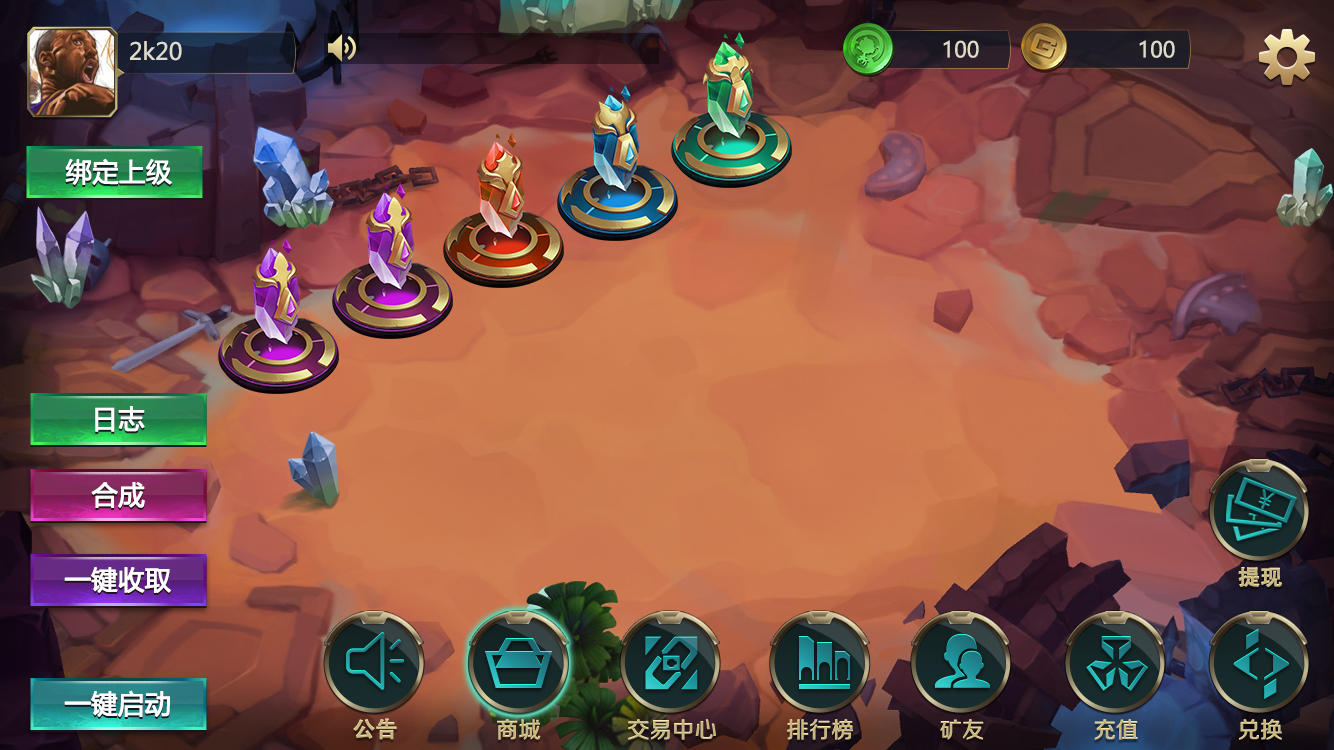 2k20
100
100
绑定上级
日志
合成
一键收取
一键启动
提现
公告
商城
交易中心
排行榜
矿友
充值
兑换